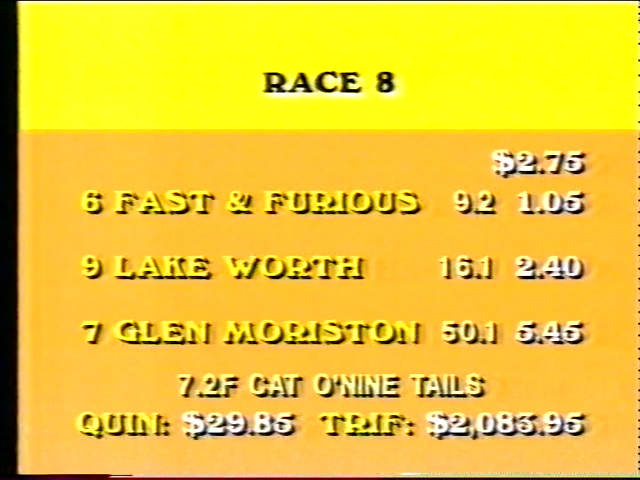 RACE 8
$2.75
6 FAST & FURIOUS 9.2 1.05
9 LAKE WORTH 16.1 2.40
7 GLEN MORISTON 50.1 5.45
7.2F CAT O'NINE TAILS
QUIN: $29.85 TRIF: $2,083.95